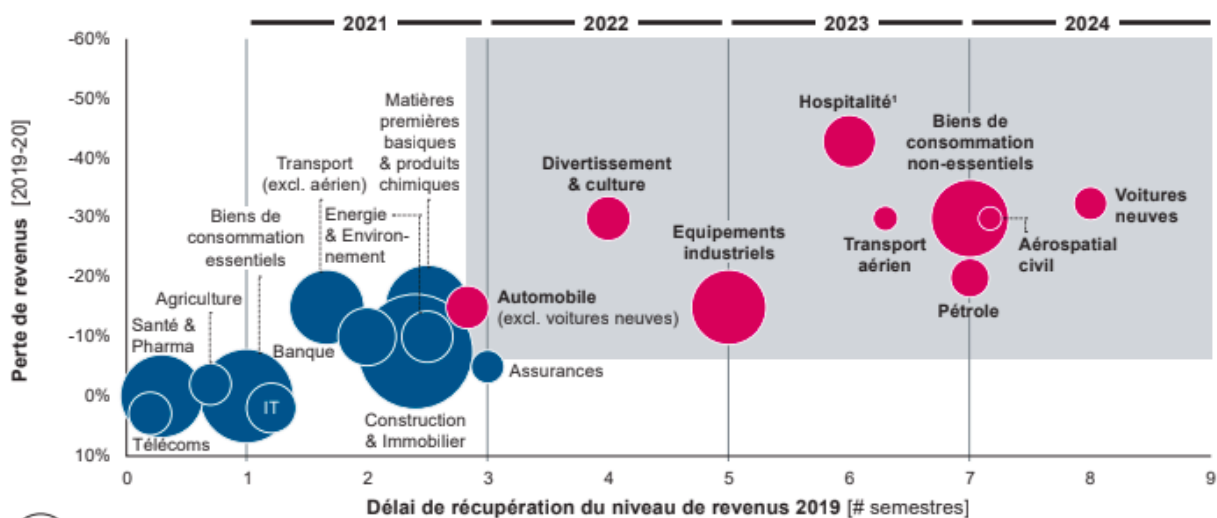 2021 2022 2023 2024
Perte de revenus [2019-20]
-60%
-50%
-40%
-30%
-20%
-10%
0%
10%
Santé &
Pharma
Télécoms
Agriculture
Biens de
consommation
essentiels
IT
Transport
(excl. aérien)
Banque
Energie
& Environ-
nement
Matières
premières
basiques
& produits
chimiques
Construction
& Immobilier
Automobile
(excl. voitures neuves)
Assurances
Divertissement
& culture
Equipements
industriels
Hospitalité¹
Transport
aérien
Biens de
consommation
non-essentiels
Pétrole
Aérospatial
civil
Voitures
neuves
0 1 2 3 4 5 6 7 8 9
Délai de récupération du niveau de revenus 2019 [# semestres]